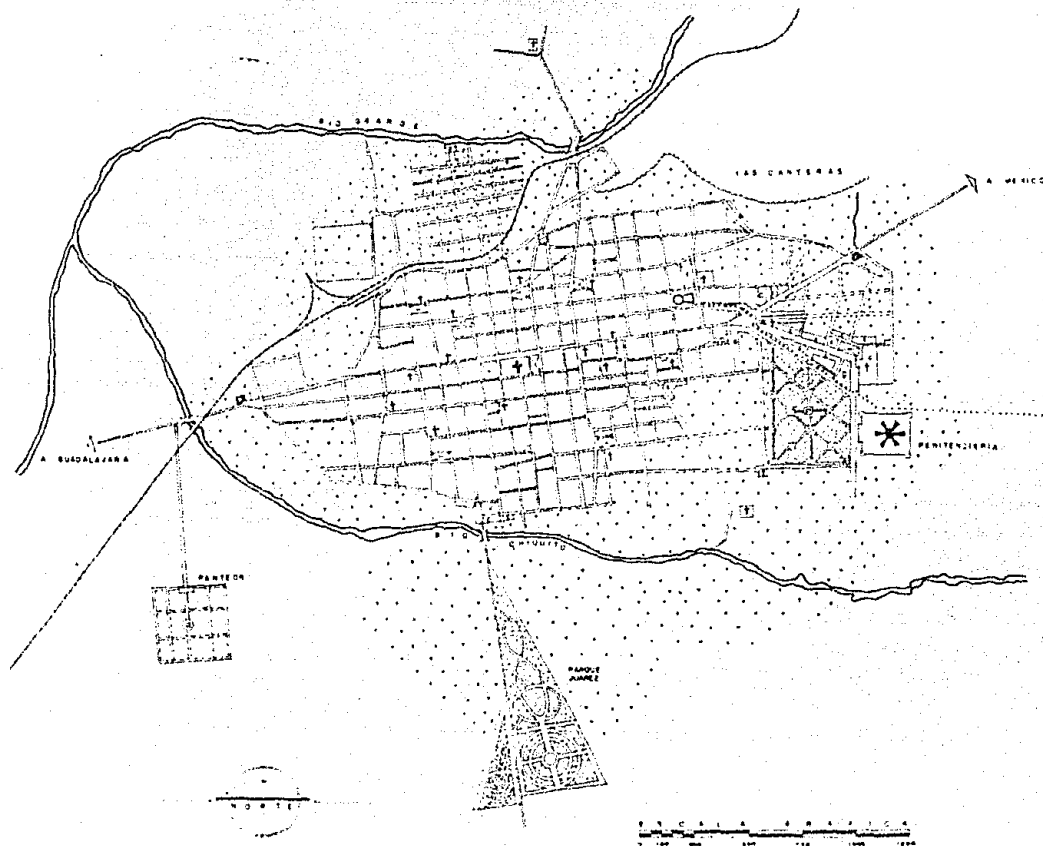 RIO GRANDE
LAS CANTERAS
A MEXICO
A GUADALAJARA
PENITENCIERIA
RIO CHIQUITO
PANTEON
PARQUE
JUAREZ
NORTE
ESCALA GRAFICA